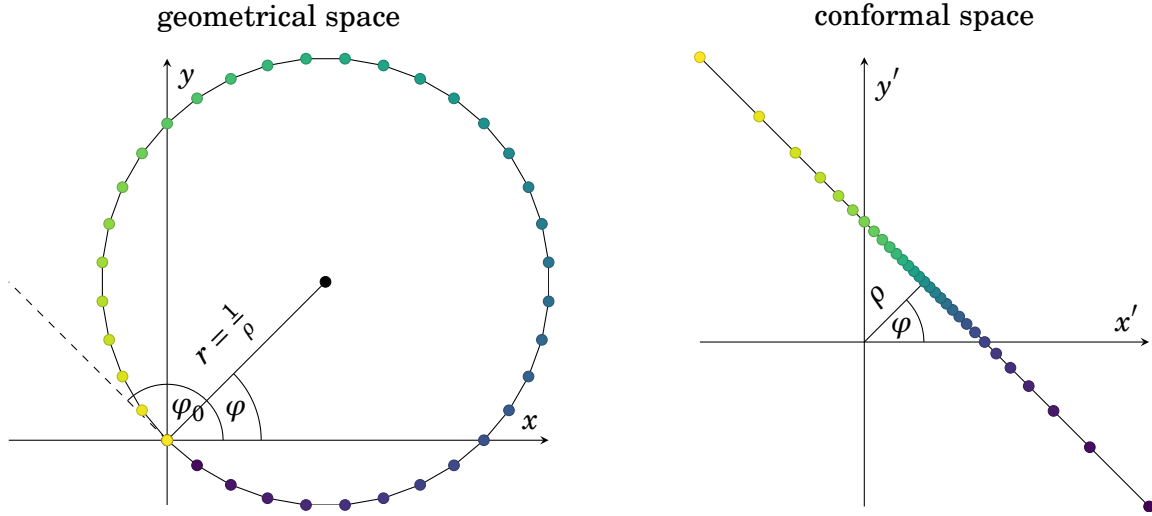 geometrical space
y
r = 1/ρ
φ₀
φ
x
conformal space
y′
ρ
φ
x′